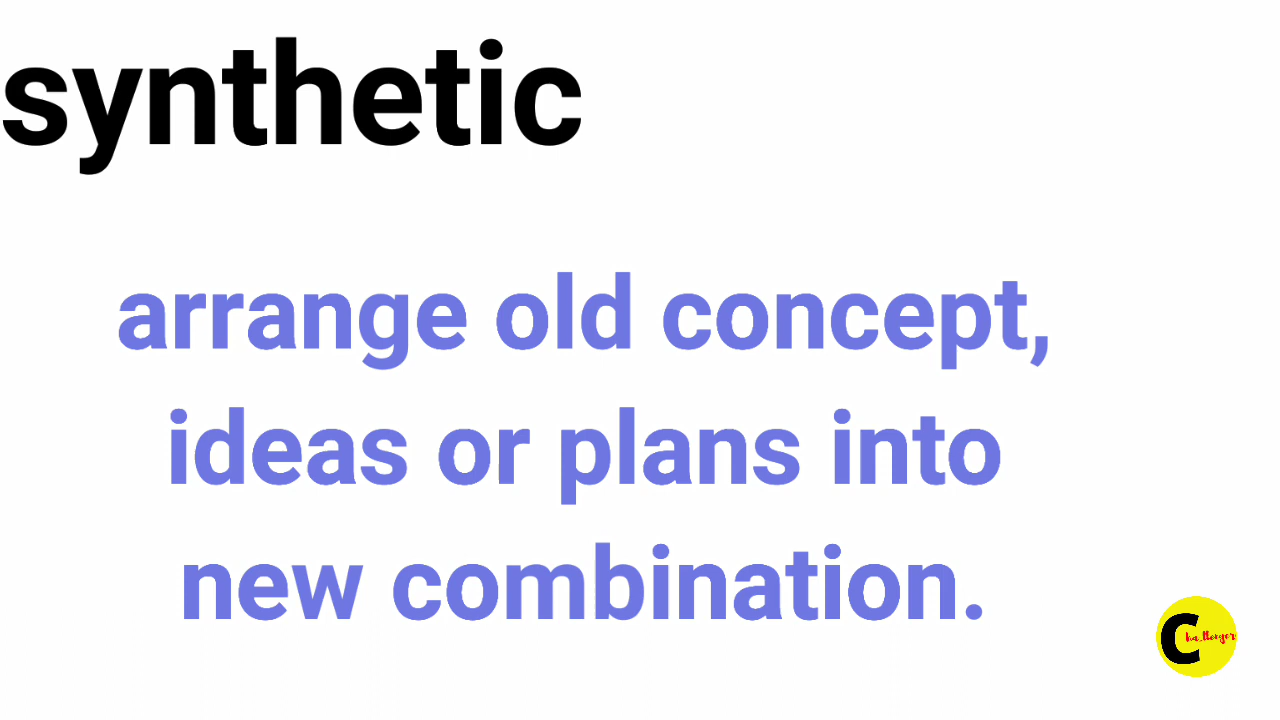 synthetic
arrange old concept,
ideas or plans into
new combination.